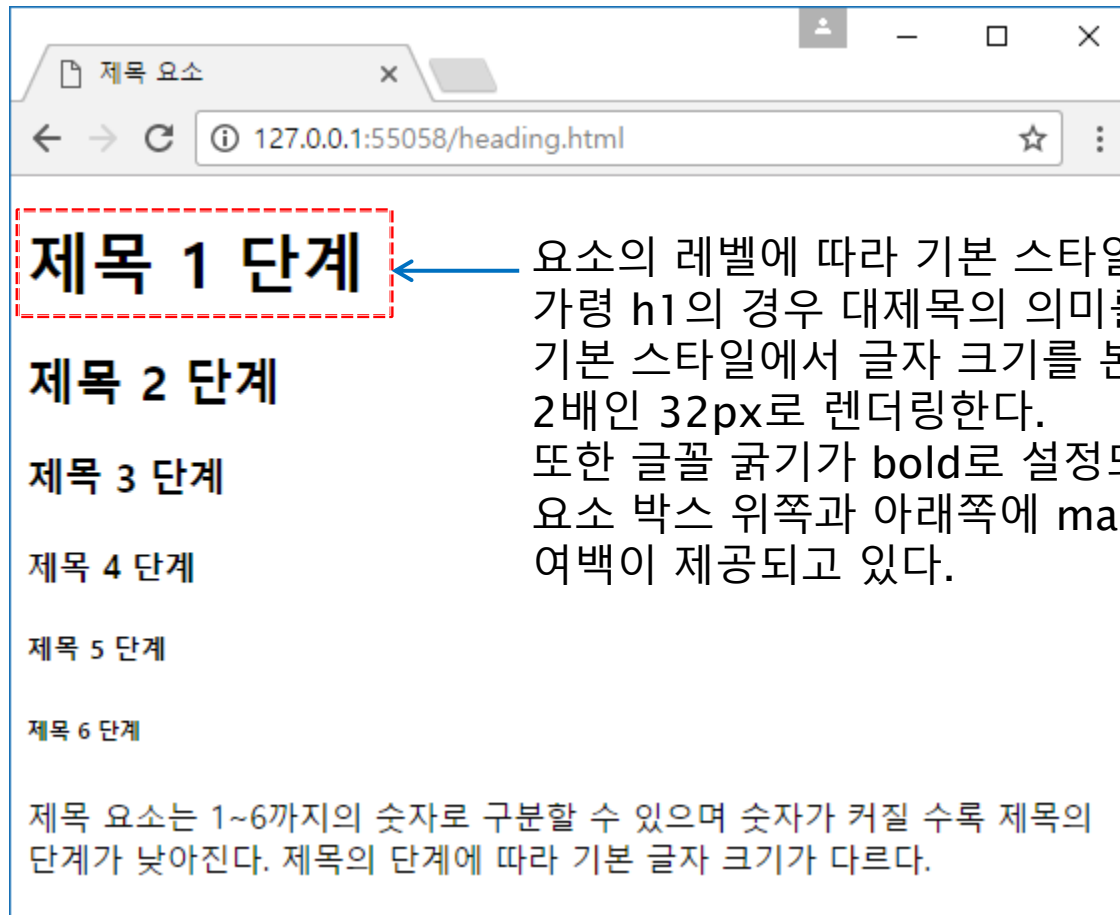 제목 요소
127.0.0.1:55058/heading.html
제목 1 단계
제목 2 단계
제목 3 단계
제목 4 단계
제목 5 단계
제목 6 단계
요소의 레벨에 따라 기본
가령 h1의 경우 대제목의
기본 스타일에서 글자 크기를
2배인 32px로 렌더링한다.
또한 글꼴 굵기가 bold로
요소 박스 위쪽과 아래쪽에 ma
여백이 제공되고 있다.
제목 요소는 1~6까지의 숫자로 구분할 수 있으며 숫자가 커질 수록 제목의
단계가 낮아진다. 제목의 단계에 따라 기본 글자 크기가 다르다.